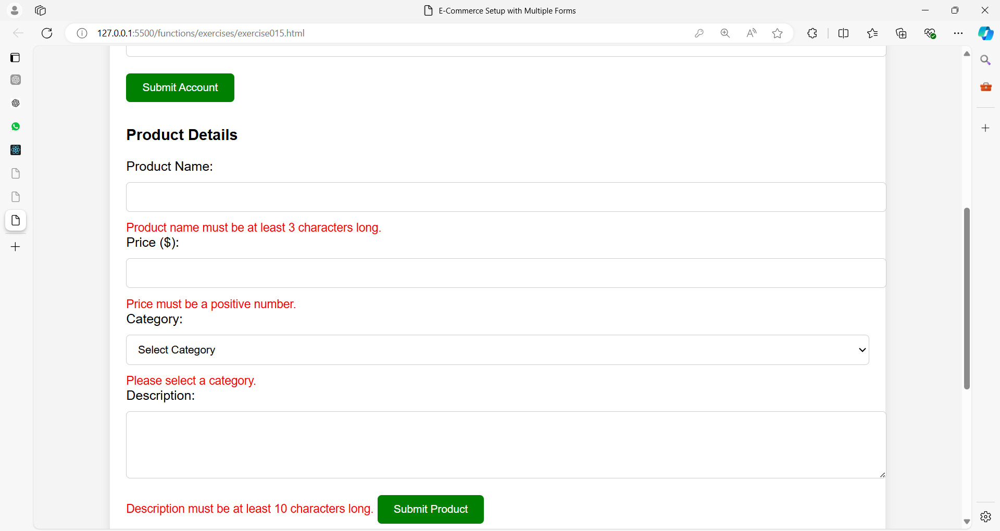 E-Commerce Setup with Multiple Forms
127.0.0.1:5500/functions/exercises/exercise015.html
Submit Account
Product Details
Product Name:
Product name must be at least 3 characters long.
Price ($):
Price must be a positive number.
Category:
Select Category
Please select a category.
Description:
Description must be at least 10 characters long. Submit Product